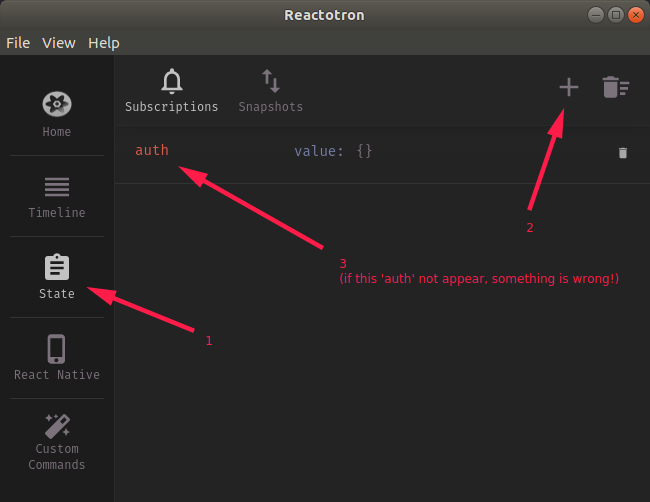 Reactotron
File View Help
Home
Timeline
State
React Native
Custom
Commands
Subscriptions Snapshots
auth value: {}
2
3
(if this 'auth' not appear, something is wrong!)
1